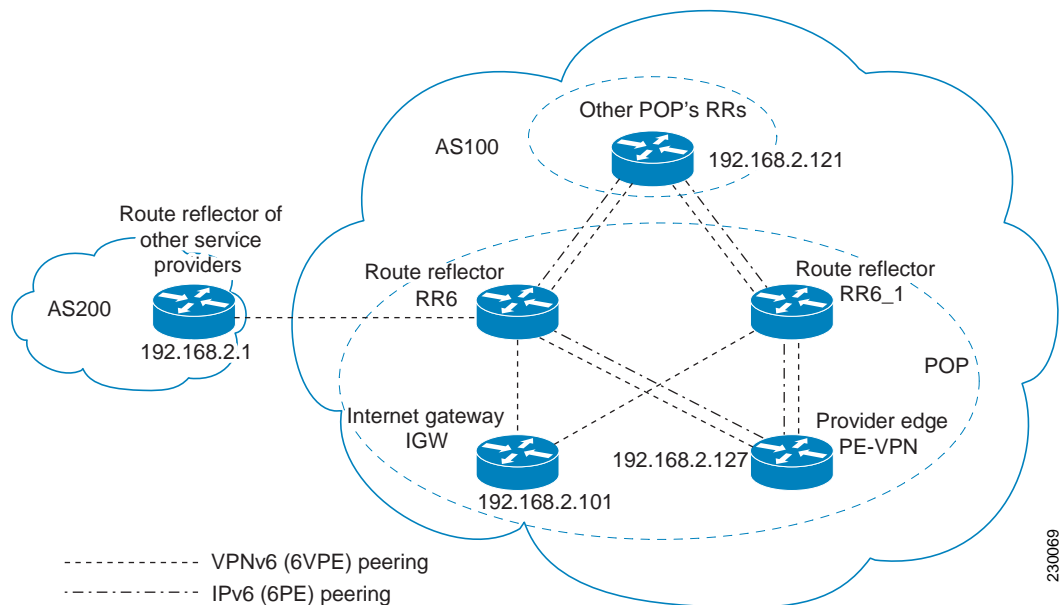 Other POP's RRs
AS100
192.168.2.121
Route reflector of
other service
providers
AS200
192.168.2.1
Route reflector
RR6
Route reflector
RR6_1
POP
Internet gateway
IGW
192.168.2.101
Provider edge
PE-VPN
192.168.2.127
VPNv6 (6VPE) peering
IPv6 (6PE) peering
230069